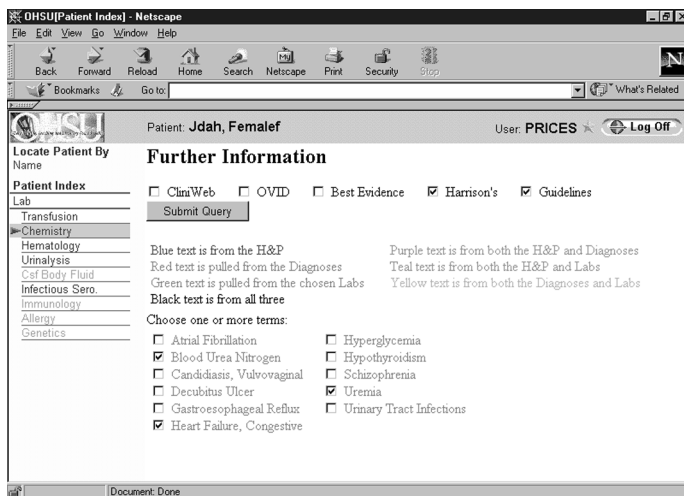 OHSU[Patient Index] - Netscape
File Edit View Go Window Help
Back Forward Reload Home Search Netscape Print Security Stop
My
N
Bookmarks Go to: What's Related
OHSU
Patient: Jdah, Femalef User: PRICES Log Off
Locate Patient By
Name
Patient Index
Lab
Transfusion
Chemistry
Hematology
Urinalysis
Csf Body Fluid
Infectious Sero.
Immunology
Allergy
Genetics
Further Information
CliniWeb OVID Best Evidence Harrison's Guidelines
Submit Query
Blue text is from the H&P Purple text is from both the H&P and Diagnoses
Red text is pulled from the Diagnoses Teal text is from both the H&P and Labs
Green text is pulled from the chosen Labs Yellow text is from both the Diagnoses and Labs
Black text is from all three
Choose one or more terms:
Atrial Fibrillation Hyperglycemia
Blood Urea Nitrogen Hypothyroidism
Candidiasis, Vulvovaginal Schizophrenia
Decubitus Ulcer Uremia
Gastroesophageal Reflux Urinary Tract Infections
Heart Failure, Congestive
Document: Done